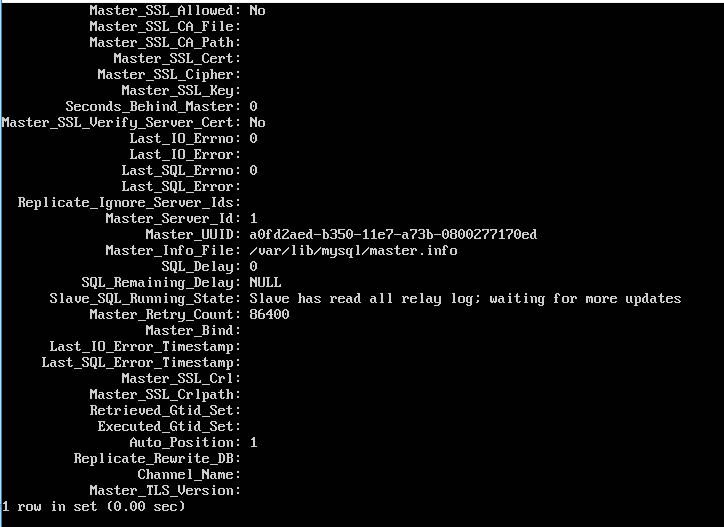 Master_SSL_Allowed: No
Master_SSL_CA_File:
Master_SSL_CA_Path:
Master_SSL_Cert:
Master_SSL_Cipher:
Master_SSL_Key:
Seconds_Behind_Master: 0
Master_SSL_Verify_Server_Cert: No
Last_IO_Errno: 0
Last_IO_Error:
Last_SQL_Errno: 0
Last_SQL_Error:
Replicate_Ignore_Server_Ids:
Master_Server_Id: 1
Master_UUID: a0fd2aed-b350-11e7-a73b-0800277170ed
Master_Info_File: /var/lib/mysql/master.info
SQL_Delay: 0
SQL_Remaining_Delay: NULL
Slave_SQL_Running_State: Slave has read all relay log; waiting for more updates
Master_Retry_Count: 86400
Master_Bind:
Last_IO_Error_Timestamp:
Last_SQL_Error_Timestamp:
Master_SSL_Crl:
Master_SSL_Crlpath:
Retrieved_Gtid_Set:
Executed_Gtid_Set:
Auto_Position: 1
Replicate_Rewrite_DB:
Channel_Name:
Master_TLS_Version:
1 row in set (0.00 sec)